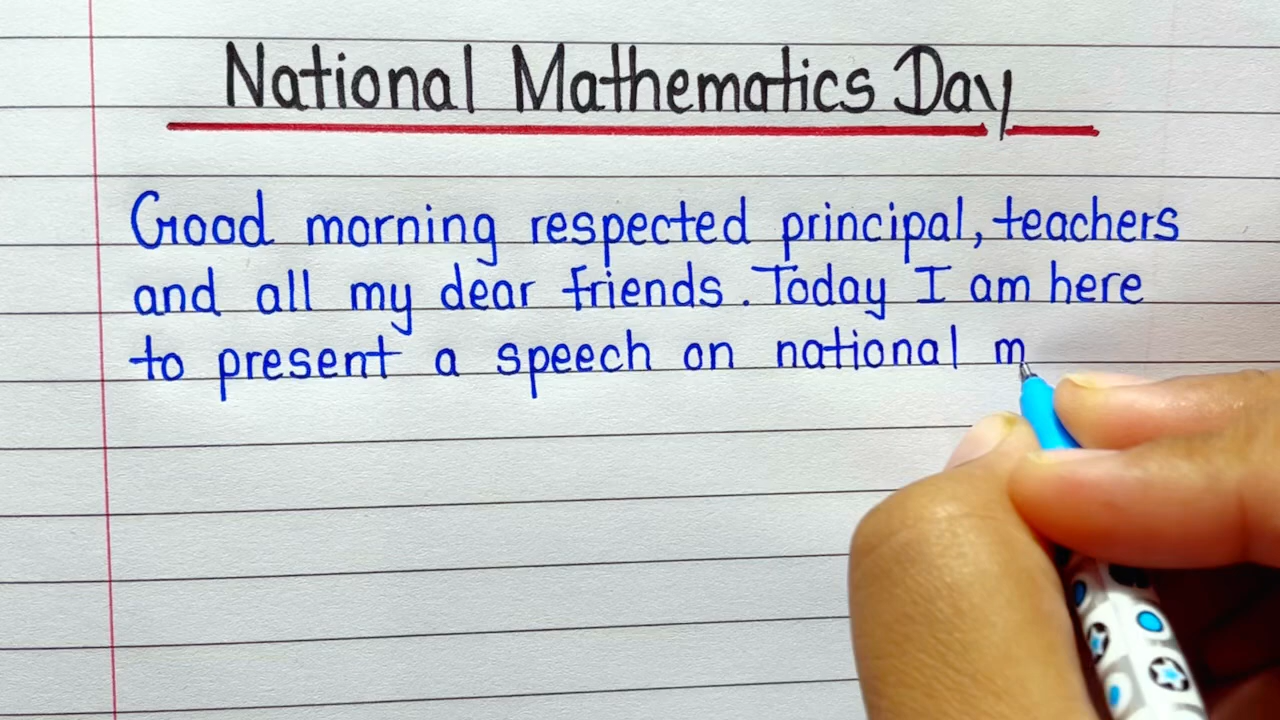 National Mathematics Day
Good morning respected principal, teachers
and all my dear friends. Today I am here
to present a speech on national m